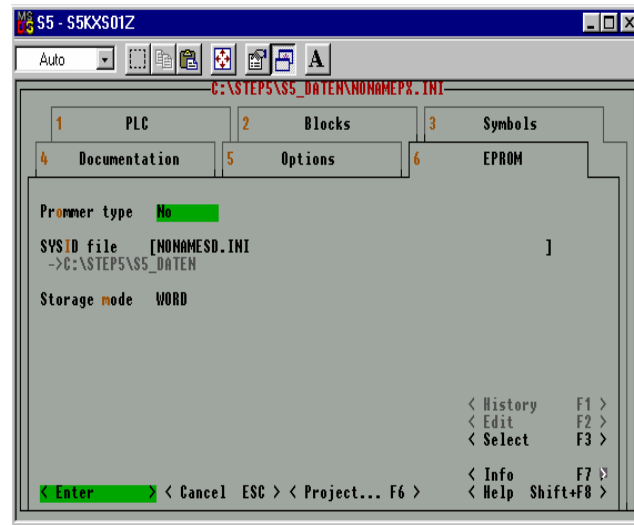 S5 - S5KXS01Z
Auto A
C:\STEP5\S5_DATEN\NONAMEPX.INI
1 PLC 2 Blocks 3 Symbols
4 Documentation 5 Options 6 EPROM
Prommer type No
SYSID file [NONAMESD.INI ]
->C:\STEP5\S5_DATEN
Storage mode WORD
< History F1 >
< Edit F2 >
< Select F3 >
< Info F7 >
< Enter > < Cancel ESC > < Project... F6 > < Help Shift+F8 >